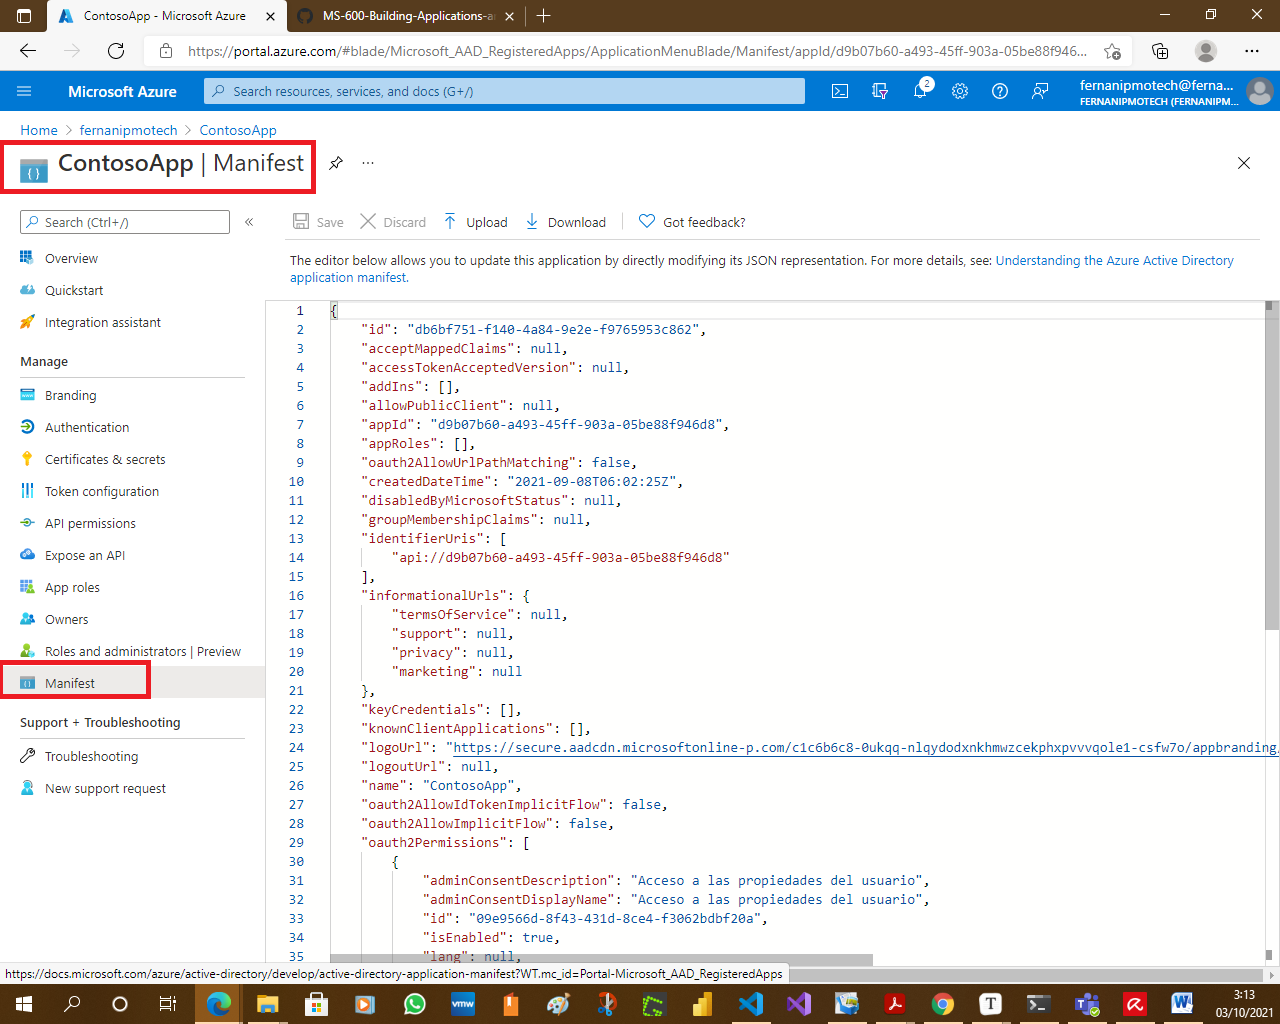 ContosoApp - Microsoft Azure
MS-600-Building-Applications-a
https://portal.azure.com/#blade/Microsoft_AAD_RegisteredApps/ApplicationMenuBlade/Manifest/appId/d9b07b60-a493-45ff-903a-05be88f946...
Microsoft Azure
Search resources, services, and docs (G+/)
2
fernanipmotech@ferna...
FERNANIPMOTECH (FERNANIPM...
Home > fernanipmotech > ContosoApp
ContosoApp | Manifest
Search (Ctrl+/)
Overview
Quickstart
Integration assistant
Manage
Branding
Authentication
Certificates & secrets
Token configuration
API permissions
Expose an API
App roles
Owners
Roles and administrators | Preview
Manifest
Support + Troubleshooting
Troubleshooting
New support request
Save
Discard
Upload
Download
Got feedback?
The editor below allows you to update this application by directly modifying its JSON representation. For more details, see: Understanding the Azure Active Directory
application manifest.
1 {
2 "id": "db6bf751-f140-4a84-9e2e-f9765953c862",
3 "acceptMappedClaims": null,
4 "accessTokenAcceptedVersion": null,
5 "addIns": [],
6 "allowPublicClient": null,
7 "appId": "d9b07b60-a493-45ff-903a-05be88f946d8",
8 "appRoles": [],
9 "oauth2AllowUrlPathMatching": false,
10 "createdDateTime": "2021-09-08T06:02:25Z",
11 "disabledByMicrosoftStatus": null,
12 "groupMembershipClaims": null,
13 "identifierUris": [
14 "api://d9b07b60-a493-45ff-903a-05be88f946d8"
15 ],
16 "informationalUrls": {
17 "termsOfService": null,
18 "support": null,
19 "privacy": null,
20 "marketing": null
21 },
22 "keyCredentials": [],
23 "knownClientApplications": [],
24 "logoUrl": "https://secure.aadcdn.microsoftonline-p.com/c1c6b6c8-0ukqq-nlqydodxnkhmwzcekphxpvvvqole1-csfw7o/appbranding
25 "logoutUrl": null,
26 "name": "ContosoApp",
27 "oauth2AllowIdTokenImplicitFlow": false,
28 "oauth2AllowImplicitFlow": false,
29 "oauth2Permissions": [
30 {
31 "adminConsentDescription": "Acceso a las propiedades del usuario",
32 "adminConsentDisplayName": "Acceso a las propiedades del usuario",
33 "id": "09e9566d-8f43-431d-8ce4-f3062bdbf20a",
34 "isEnabled": true,
35 "lang": null,
https://docs.microsoft.com/azure/active-directory/develop/active-directory-application-manifest?WT.mc_id=Portal-Microsoft_AAD_RegisteredApps
vmw
T
W
3:13
03/10/2021